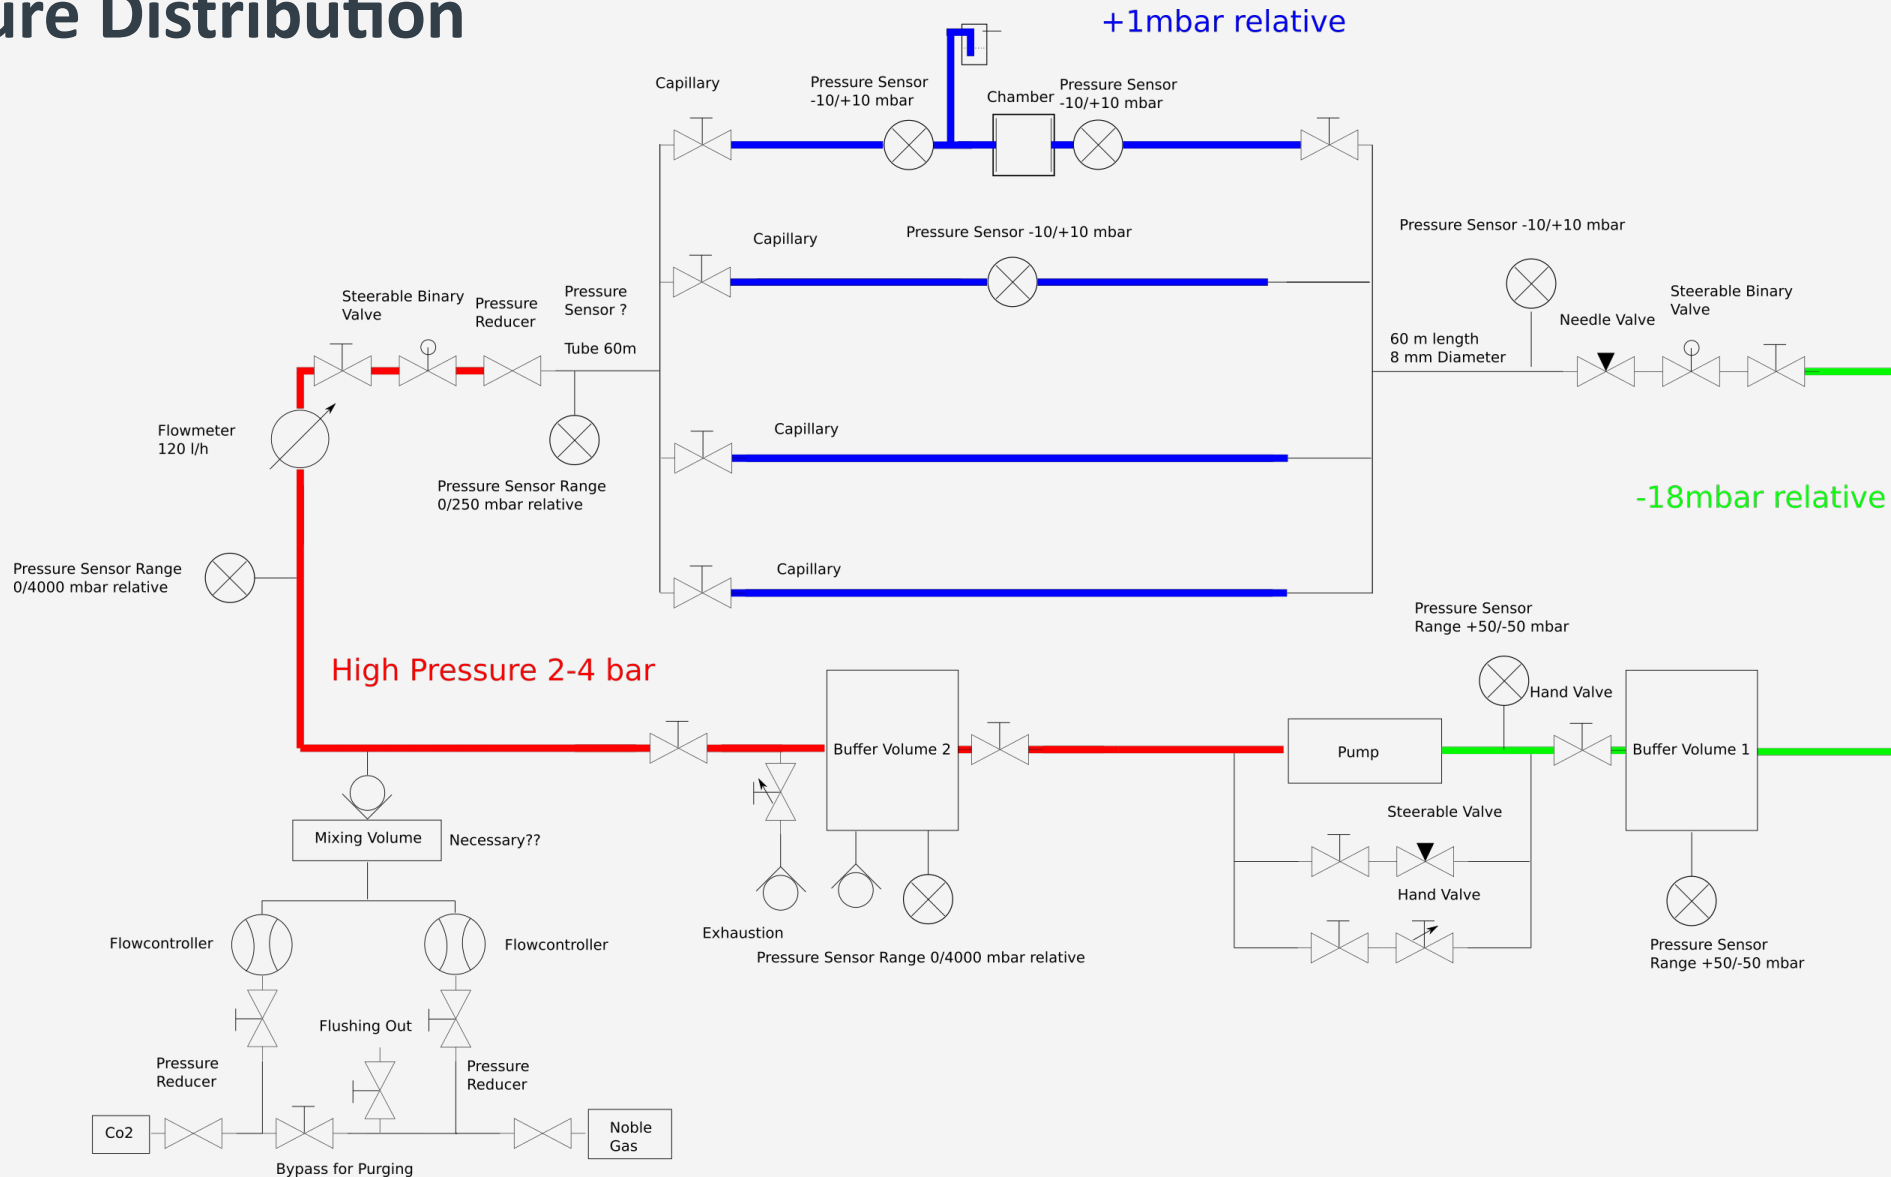 ure Distribution
+1mbar relative
Capillary
Pressure Sensor
-10/+10 mbar
Chamber
Pressure Sensor
-10/+10 mbar
Capillary
Pressure Sensor -10/+10 mbar
Pressure Sensor -10/+10 mbar
Steerable Binary
Valve
Pressure
Reducer
Pressure
Sensor ?
Tube 60m
60 m length
8 mm Diameter
Needle Valve
Steerable Binary
Valve
Flowmeter
120 l/h
Capillary
Pressure Sensor Range
0/250 mbar relative
-18mbar relative
Pressure Sensor Range
0/4000 mbar relative
Capillary
High Pressure 2-4 bar
Pressure Sensor
Range +50/-50 mbar
Hand Valve
Buffer Volume 2
Pump
Buffer Volume 1
Steerable Valve
Hand Valve
Mixing Volume
Necessary??
Exhaustion
Pressure Sensor Range 0/4000 mbar relative
Pressure Sensor
Range +50/-50 mbar
Flowcontroller
Flowcontroller
Flushing Out
Pressure
Reducer
Pressure
Reducer
Co2
Noble
Gas
Bypass for Purging